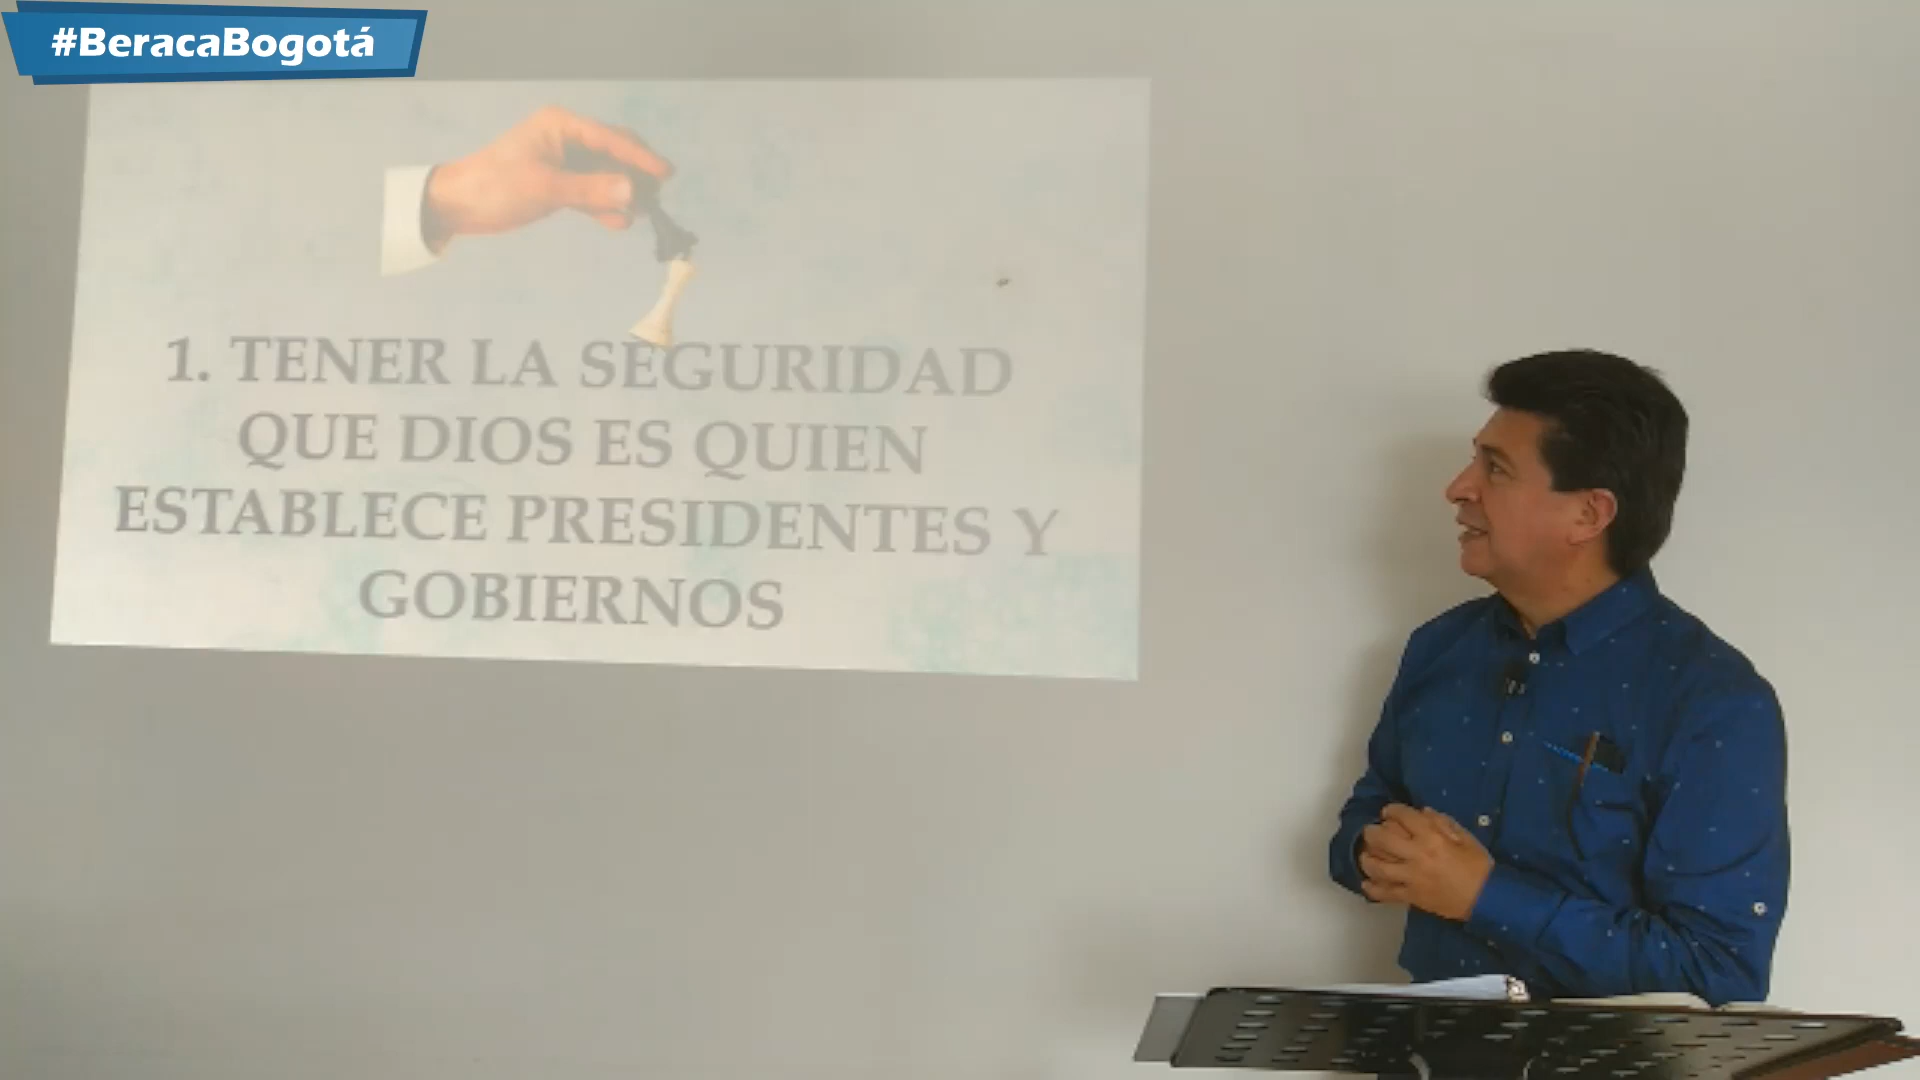 #BeracaBogotá
1. TENER LA SEGURIDAD
QUE DIOS ES QUIEN
ESTABLECE PRESIDENTES Y
GOBIERNOS